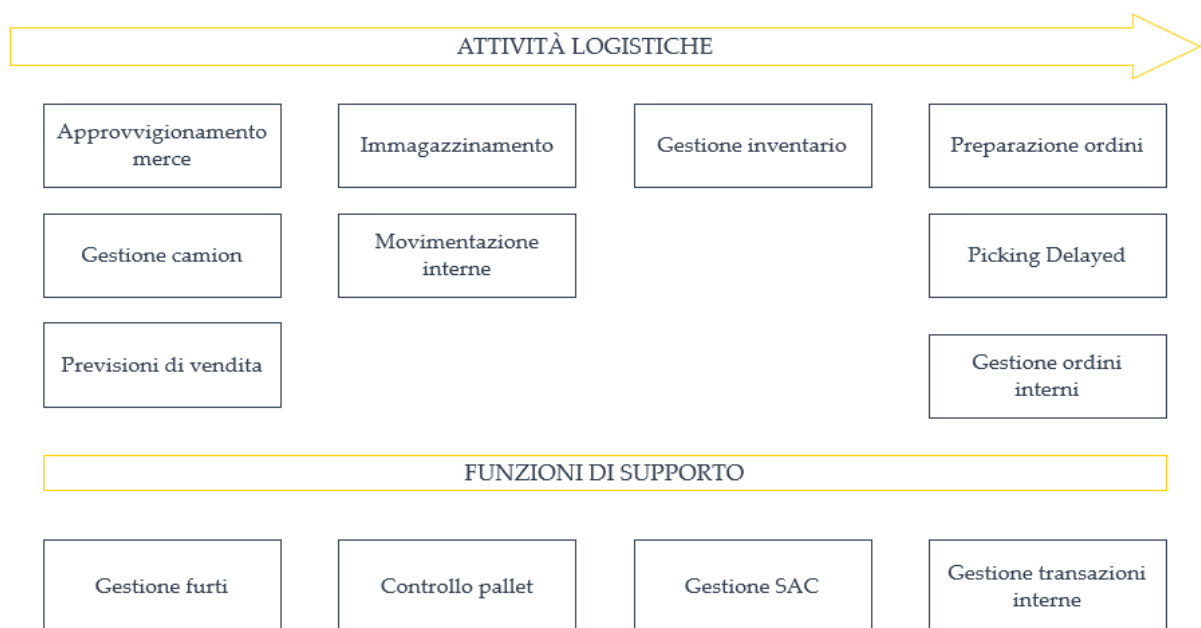 ATTIVITÀ LOGISTICHE
Approvvigionamento
merce
Immagazzinamento
Gestione inventario
Preparazione ordini
Gestione camion
Movimentazione
interne
Picking Delayed
Previsioni di vendita
Gestione ordini
interni
FUNZIONI DI SUPPORTO
Gestione furti
Controllo pallet
Gestione SAC
Gestione transazioni
interne